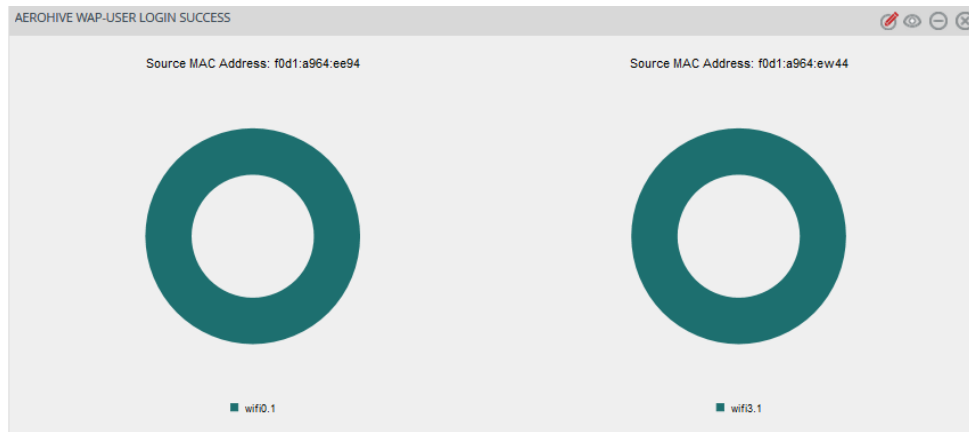 AEROHIVE WAP-USER LOGIN SUCCESS
Source MAC Address: f0d1:a964:ee94
Source MAC Address: f0d1:a964:ew44
wifi0.1
wifi3.1